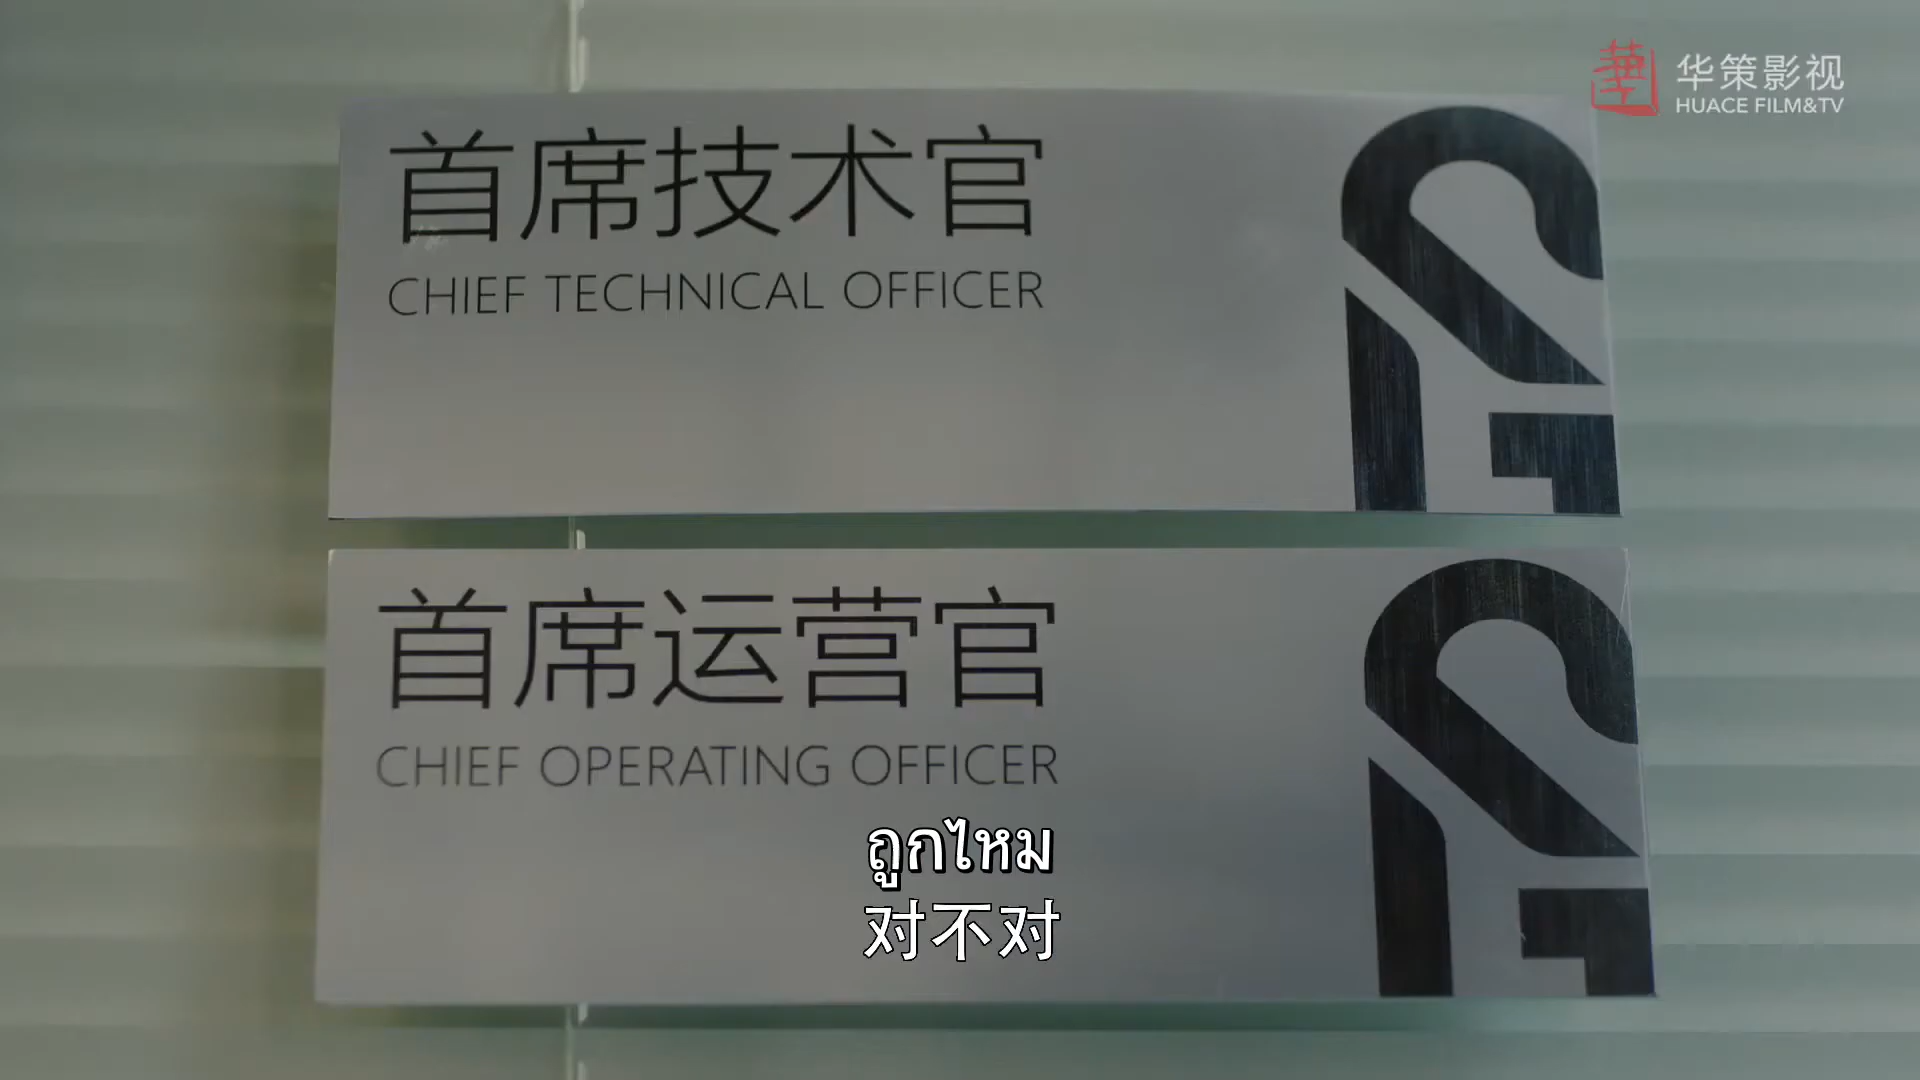 华策影视
HUACE FILM&TV
首席技术官
CHIEF TECHNICAL OFFICER
首席运营官
CHIEF OPERATING OFFICER
ถูกไหม
对不对